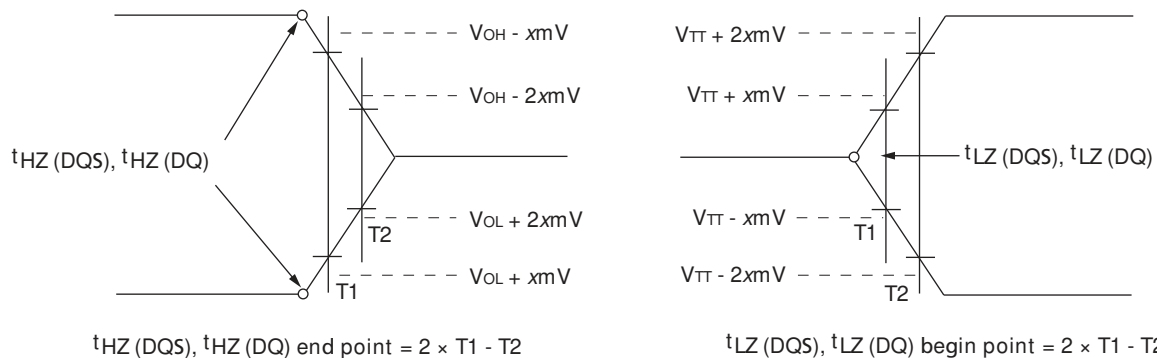 VOH - xmV
VOH - 2xmV
tHZ (DQS), tHZ (DQ)
VOL + 2xmV
T2
VOL + xmV
T1
tHZ (DQS), tHZ (DQ) end point = 2 × T1 - T2
VTT + 2xmV
VTT + xmV
tLZ (DQS), tLZ (DQ)
VTT - xmV
T1
VTT - 2xmV
T2
tLZ (DQS), tLZ (DQ) begin point = 2 × T1 - T2